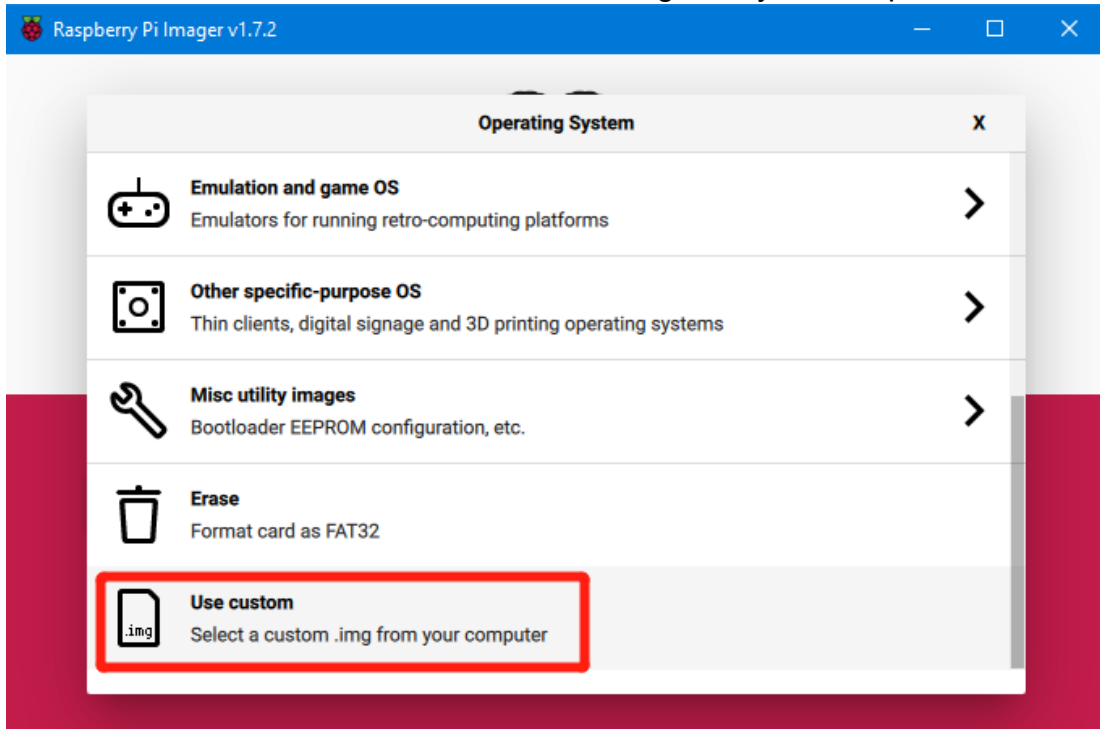 Raspberry Pi Imager v1.7.2
Operating System X
Emulation and game OS
Emulators for running retro-computing platforms
Other specific-purpose OS
Thin clients, digital signage and 3D printing operating systems
Misc utility images
Bootloader EEPROM configuration, etc.
Erase
Format card as FAT32
.img
Use custom
Select a custom .img from your computer